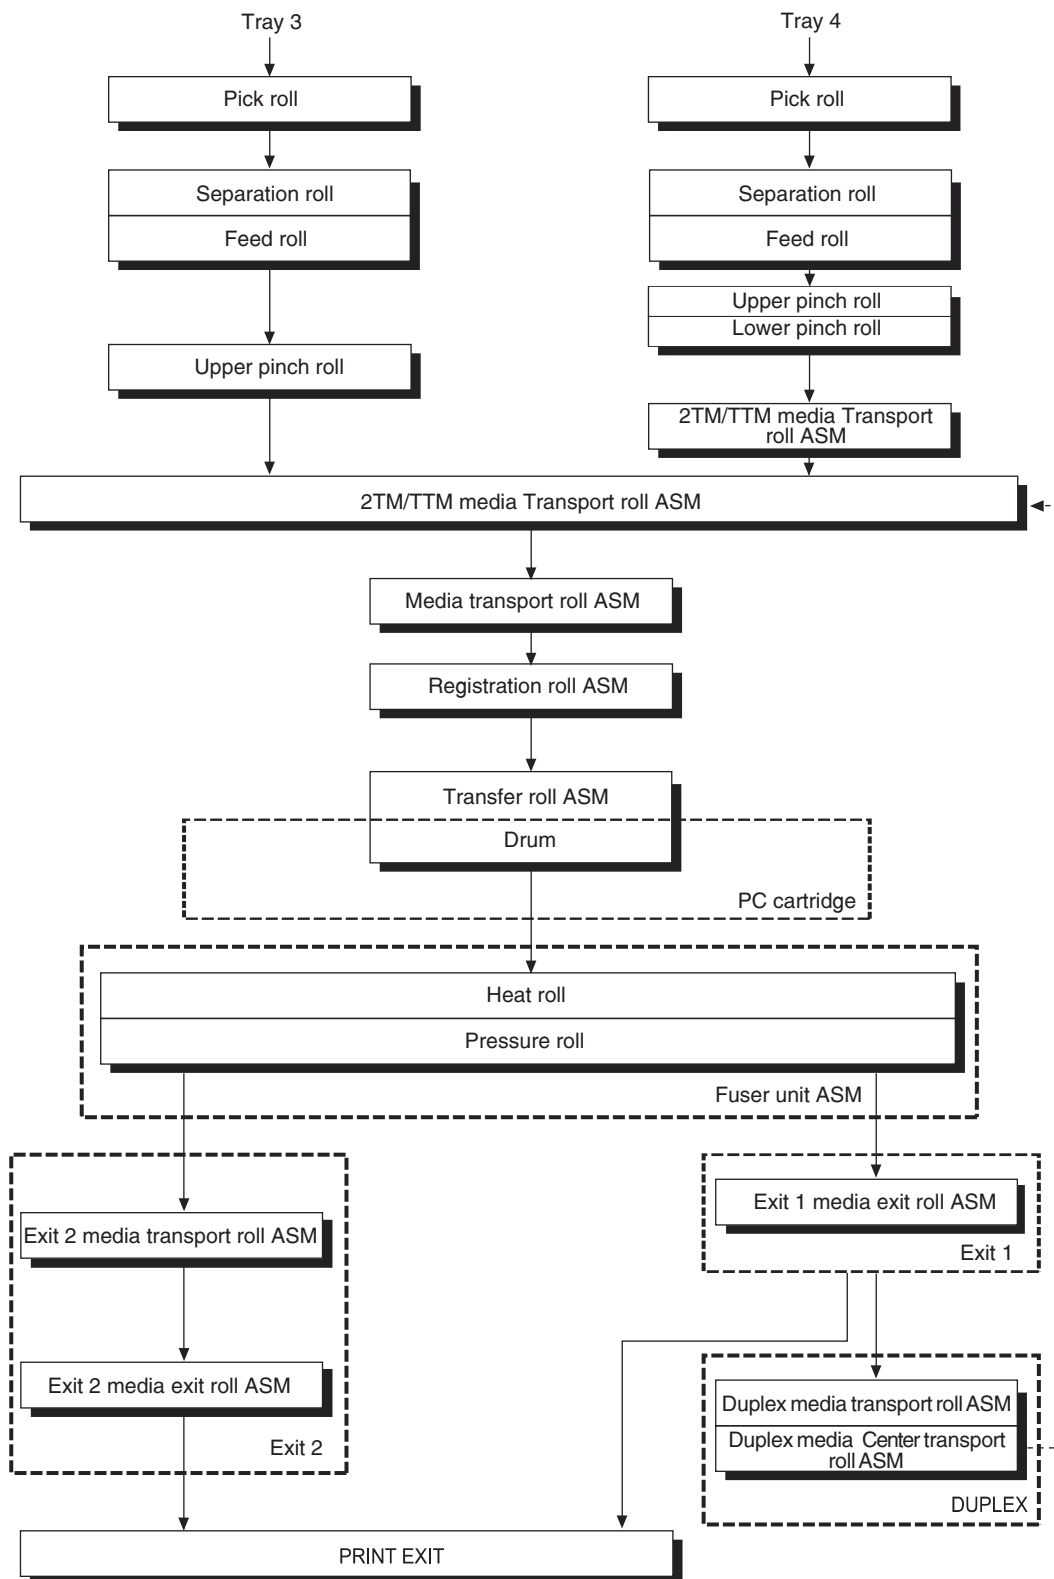 Tray 3
Tray 4
Pick roll
Pick roll
Separation roll
Separation roll
Feed roll
Feed roll
Upper pinch roll
Lower pinch roll
Upper pinch roll
2TM/TTM media Transport
roll ASM
2TM/TTM media Transport roll ASM
Media transport roll ASM
Registration roll ASM
Transfer roll ASM
Drum
PC cartridge
Heat roll
Pressure roll
Fuser unit ASM
Exit 1 media exit roll ASM
Exit 2 media transport roll ASM
Exit 1
Exit 2 media exit roll ASM
Duplex media transport roll ASM
Duplex media Center transport
roll ASM
Exit 2
DUPLEX
PRINT EXIT